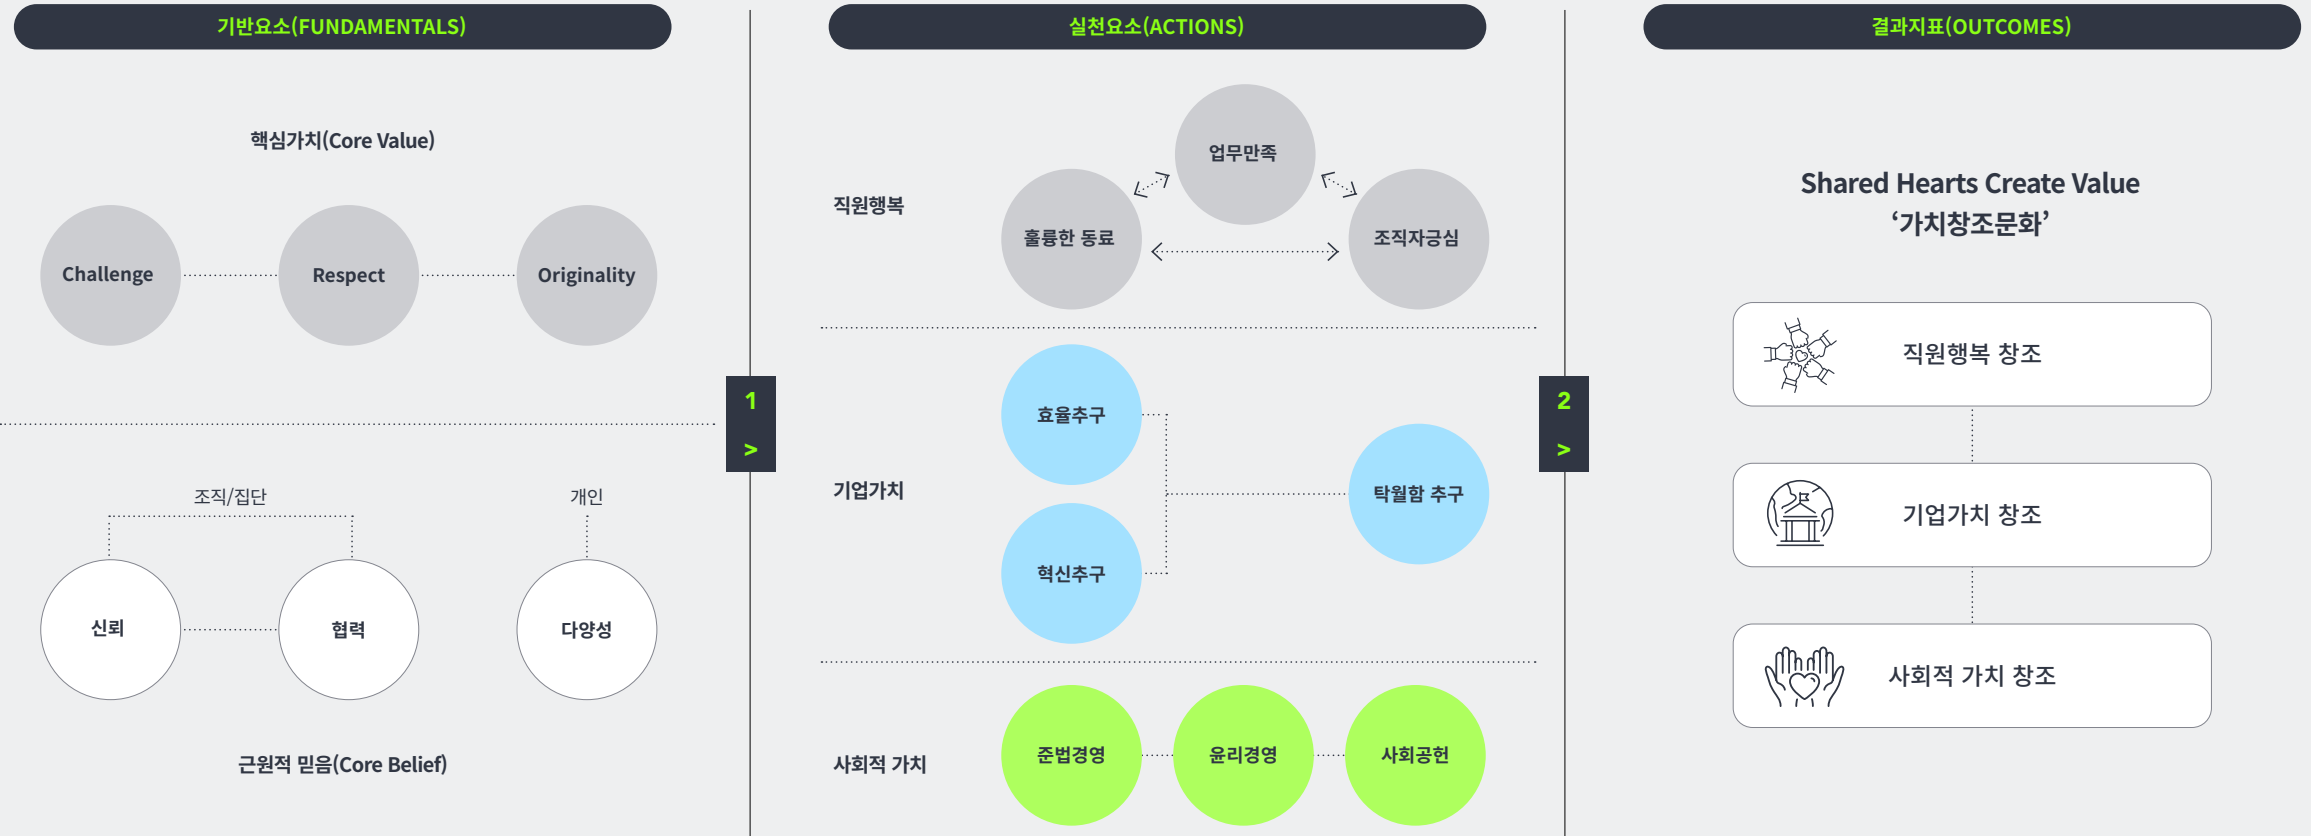 기반요소(FUNDAMENTALS)
핵심가치(Core Value)
Challenge
Respect
Originality
조직/집단
개인
신뢰
협력
다양성
근원적 믿음(Core Belief)
1
>
실천요소(ACTIONS)
직원행복
업무만족
훌륭한 동료
조직자긍심
기업가치
효율추구
혁신추구
탁월함 추구
사회적 가치
준법경영
윤리경영
사회공헌
2
>
결과지표(OUTCOMES)
Shared Hearts Create Value
‘가치창조문화’
직원행복 창조
기업가치 창조
사회적 가치 창조